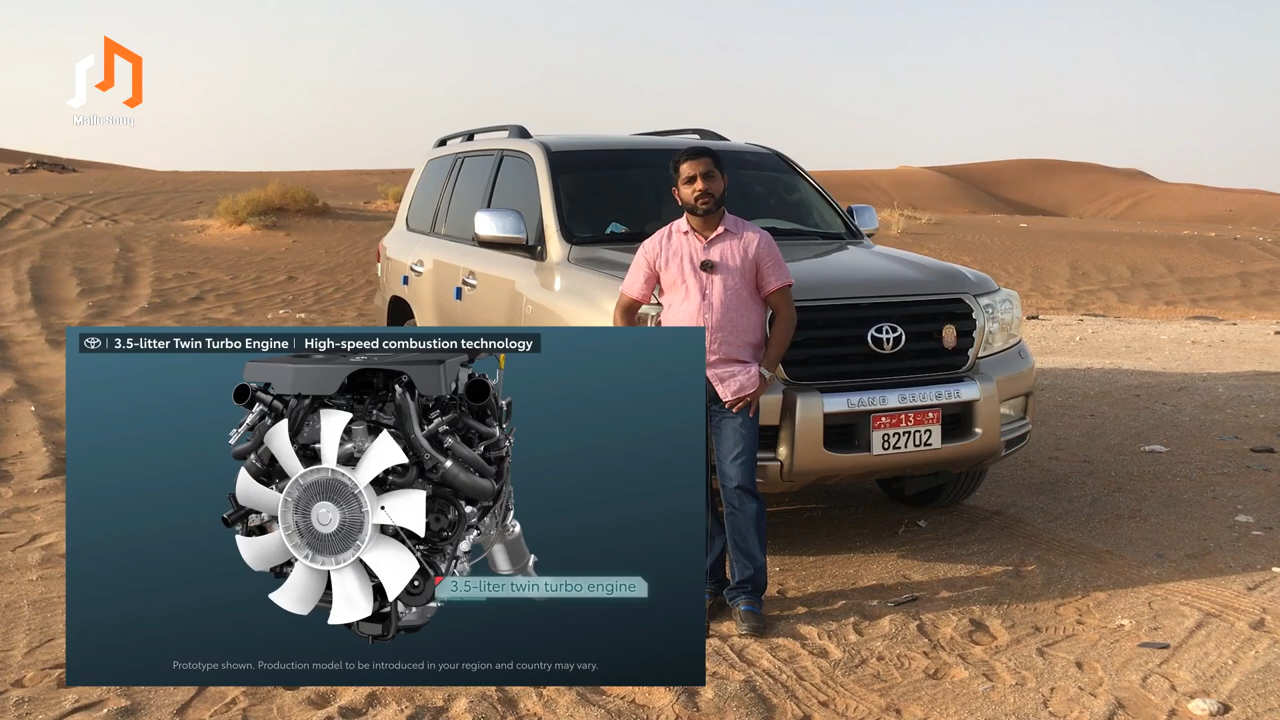 Mallu Souq
3.5-litter Twin Turbo Engine | High-speed combustion technology
LAND CRUISER
13
82702
3.5-liter twin turbo engine
Prototype shown. Production model to be introduced in your region and country may vary.